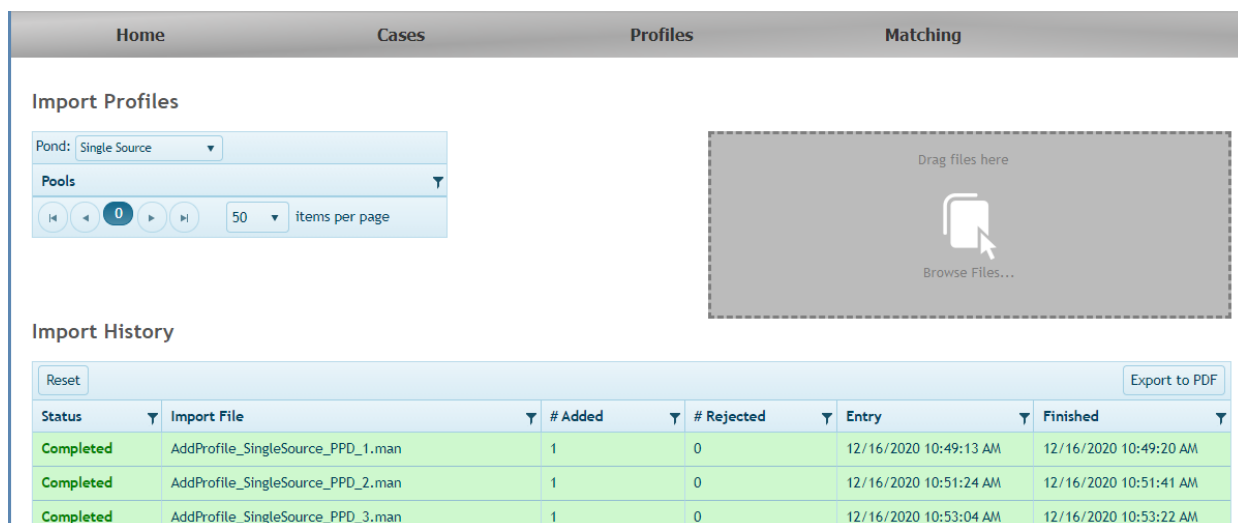 Home Cases Profiles Matching
Import Profiles
Pond: Single Source
Pools
0 50 items per page
Drag files here
Browse Files...
Import History
Reset Export to PDF
Status Import File # Added # Rejected Entry Finished
Completed AddProfile_SingleSource_PPD_1.man 1 0 12/16/2020 10:49:13 AM 12/16/2020 10:49:20 AM
Completed AddProfile_SingleSource_PPD_2.man 1 0 12/16/2020 10:51:24 AM 12/16/2020 10:51:41 AM
Completed AddProfile_SingleSource_PPD_3.man 1 0 12/16/2020 10:53:04 AM 12/16/2020 10:53:22 AM